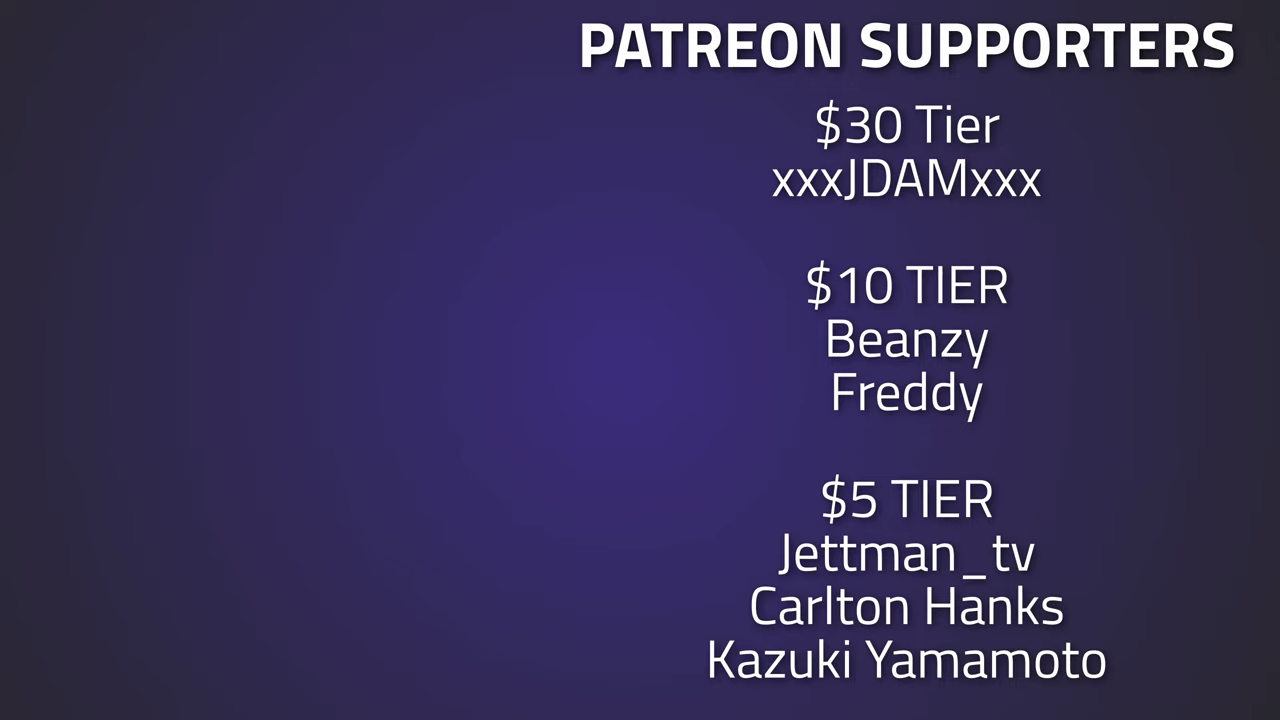 PATREON SUPPORTERS
$30 Tier
xxxJDAMxxx
$10 TIER
Beanzy
Freddy
$5 TIER
Jettman_tv
Carlton Hanks
Kazuki Yamamoto